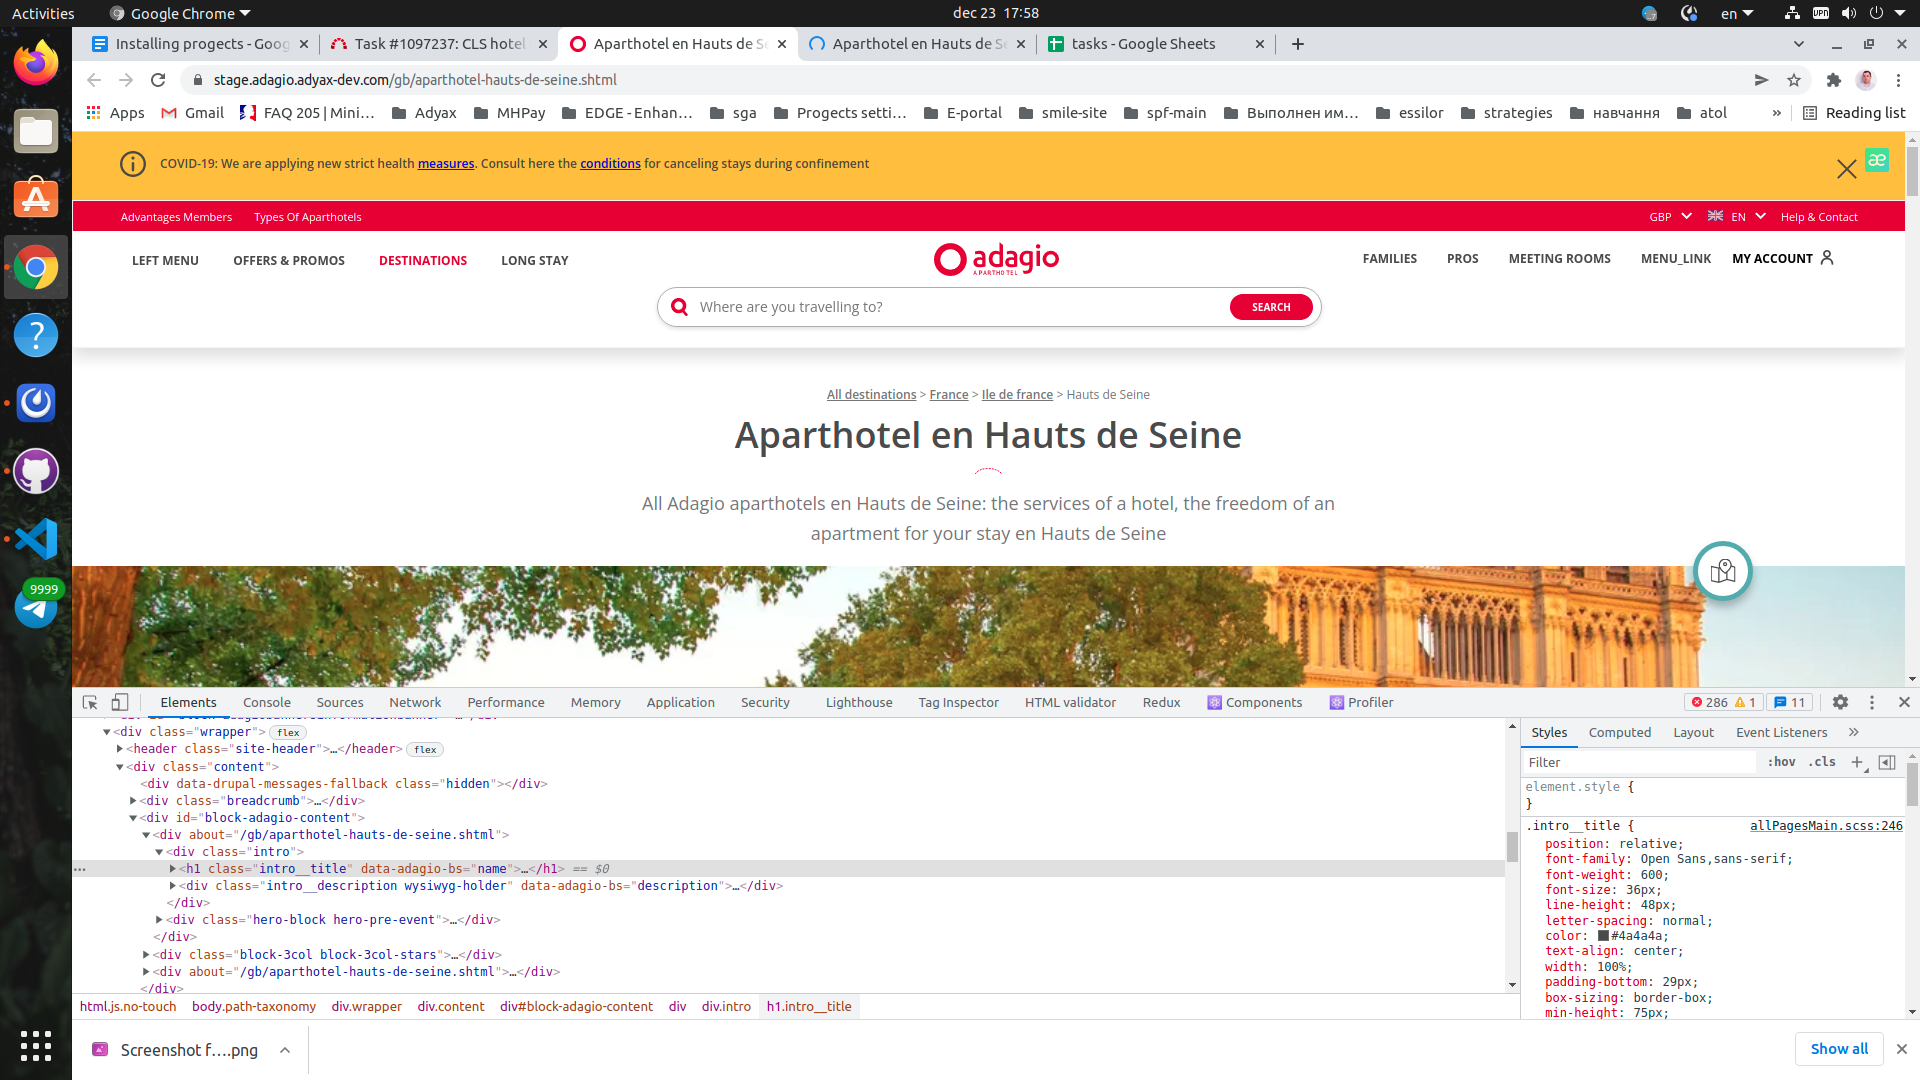 Activities
Google Chrome
dec 23 17:58
en
Installing progects - Goog
Task #1097237: CLS hotel
Aparthotel en Hauts de Se
Aparthotel en Hauts de Se
tasks - Google Sheets
stage.adagio.adyax-dev.com/gb/aparthotel-hauts-de-seine.shtml
Apps
Gmail
FAQ 205 | Mini…
Adyax
MHPay
EDGE - Enhan…
sga
Progects setti…
E-portal
smile-site
spf-main
Выполнен им…
essilor
strategies
навчання
atol
»
Reading list
COVID-19: We are applying new strict health measures. Consult here the conditions for canceling stays during confinement
æ
Advantages Members
Types Of Aparthotels
GBP
EN
Help & Contact
LEFT MENU
OFFERS & PROMOS
DESTINATIONS
LONG STAY
adagio
APARTHOTEL
FAMILIES
PROS
MEETING ROOMS
MENU_LINK
MY ACCOUNT
Where are you travelling to?
SEARCH
All destinations > France > Ile de france > Hauts de Seine
Aparthotel en Hauts de Seine
All Adagio aparthotels en Hauts de Seine: the services of a hotel, the freedom of an
apartment for your stay en Hauts de Seine
9999
Elements
Console
Sources
Network
Performance
Memory
Application
Security
Lighthouse
Tag Inspector
HTML validator
Redux
Components
Profiler
286
1
11
<div class="wrapper"> flex
<header class="site-header">…</header> flex
<div class="content">
<div data-drupal-messages-fallback class="hidden"></div>
<div class="breadcrumb">…</div>
<div id="block-adagio-content">
<div about="/gb/aparthotel-hauts-de-seine.shtml">
<div class="intro">
<h1 class="intro__title" data-adagio-bs="name">…</h1> == $0
<div class="intro__description wysiwyg-holder" data-adagio-bs="description">…</div>
</div>
<div class="hero-block hero-pre-event">…</div>
</div>
<div class="block-3col block-3col-stars">…</div>
<div about="/gb/aparthotel-hauts-de-seine.shtml">…</div>
</div>
html.js.no-touch
body.path-taxonomy
div.wrapper
div.content
div#block-adagio-content
div
div.intro
h1.intro__title
Styles
Computed
Layout
Event Listeners
»
Filter
:hov
.cls
element.style {
}
.intro__title {
allPagesMain.scss:246
position: relative;
font-family: Open Sans,sans-serif;
font-weight: 600;
font-size: 36px;
line-height: 48px;
letter-spacing: normal;
color: #4a4a4a;
text-align: center;
width: 100%;
padding-bottom: 29px;
box-sizing: border-box;
min-height: 75px;
Screenshot f….png
Show all